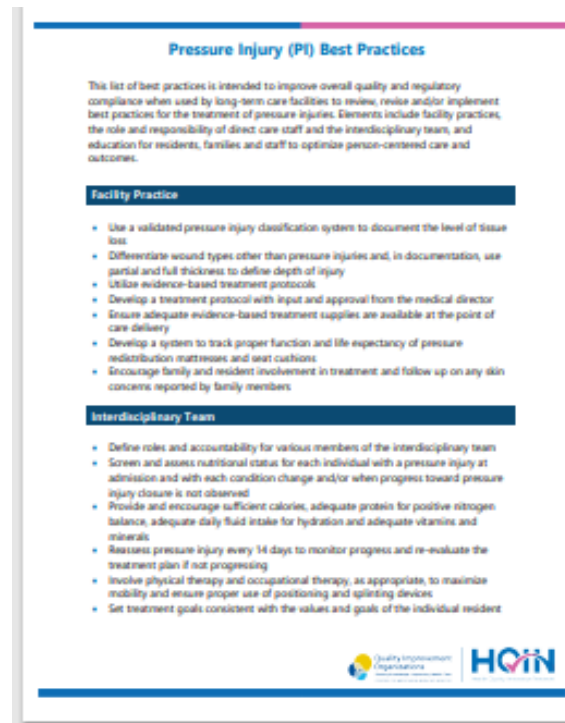 Pressure Injury (PI) Best Practices
This list of best practices is intended to improve overall quality and regulatory
compliance when used by long-term care facilities to review, revise and/or implement
best practices for the treatment of pressure injuries. Elements include facility practices,
the role and responsibility of direct care staff and the interdisciplinary team, and
education for residents, families and staff to optimize person-centered care and
outcomes.
Facility Practice
• Use a validated pressure injury classification system to document the level of tissue
loss
• Differentiate wound types other than pressure injuries and, in documentation, use
partial and full thickness to define depth of injury
• Utilize evidence-based treatment protocols
• Develop a treatment protocol with input and approval from the medical director
• Ensure adequate evidence-based treatment supplies are available at the point of
care delivery
• Develop a system to track proper function and life expectancy of pressure
redistribution mattresses and seat cushions
• Encourage family and resident involvement in treatment and follow up on any skin
concerns reported by family members
Interdisciplinary Team
• Define roles and accountability for various members of the interdisciplinary team
• Screen and assess nutritional status for each individual with a pressure injury at
admission and with each condition change and/or when progress toward pressure
injury closure is not observed
• Provide and encourage sufficient calories, adequate protein for positive nitrogen
balance, adequate daily fluid intake for hydration and adequate vitamins and
minerals
• Reassess pressure injury every 14 days to monitor progress and re-evaluate the
treatment plan if not progressing
• Involve physical therapy and occupational therapy, as appropriate, to maximize
mobility and ensure proper use of positioning and splinting devices
• Set treatment goals consistent with the values and goals of the individual resident
Quality Improvement
Organizations
HQIN